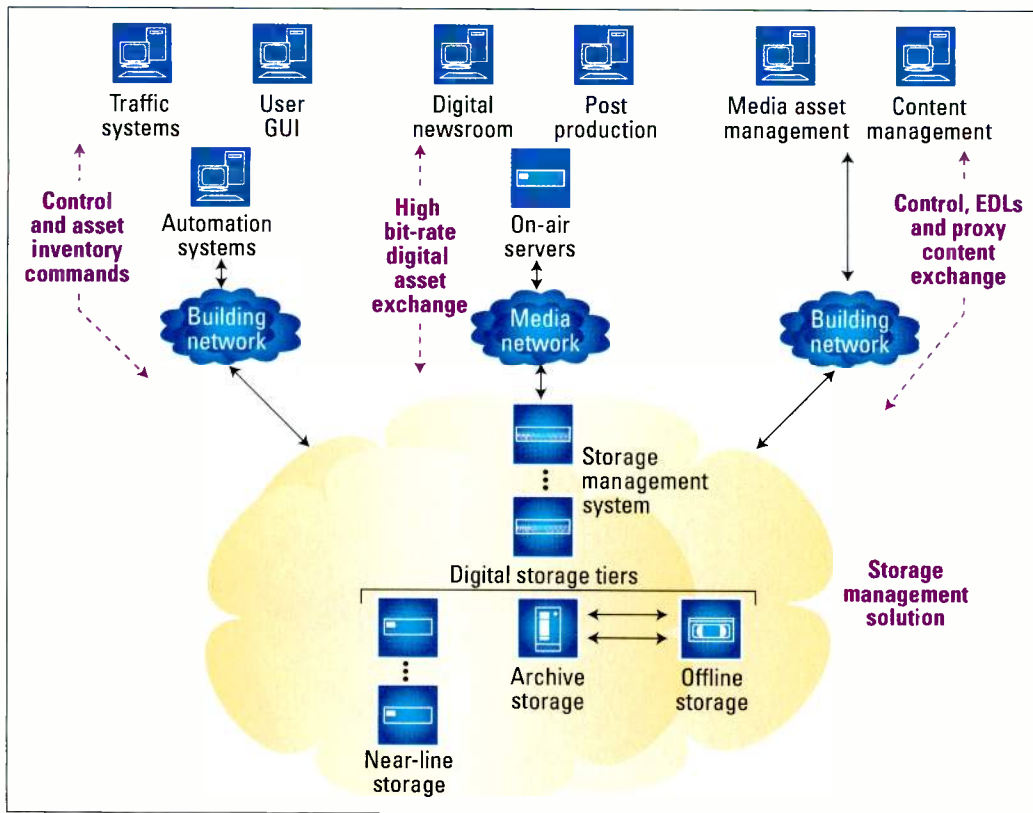 Traffic
systems
User
GUI
Digital
newsroom
Post
production
Media asset
management
Content
management
Control
and asset
inventory
commands
Automation
systems
High
bit-rate
digital
asset
exchange
On-air
servers
Control, EDLs
and proxy
content
exchange
Building
network
Media
network
Building
network
Storage
management
system
Digital storage tiers
Storage
management
solution
Archive
storage
Offline
storage
Near-line
storage